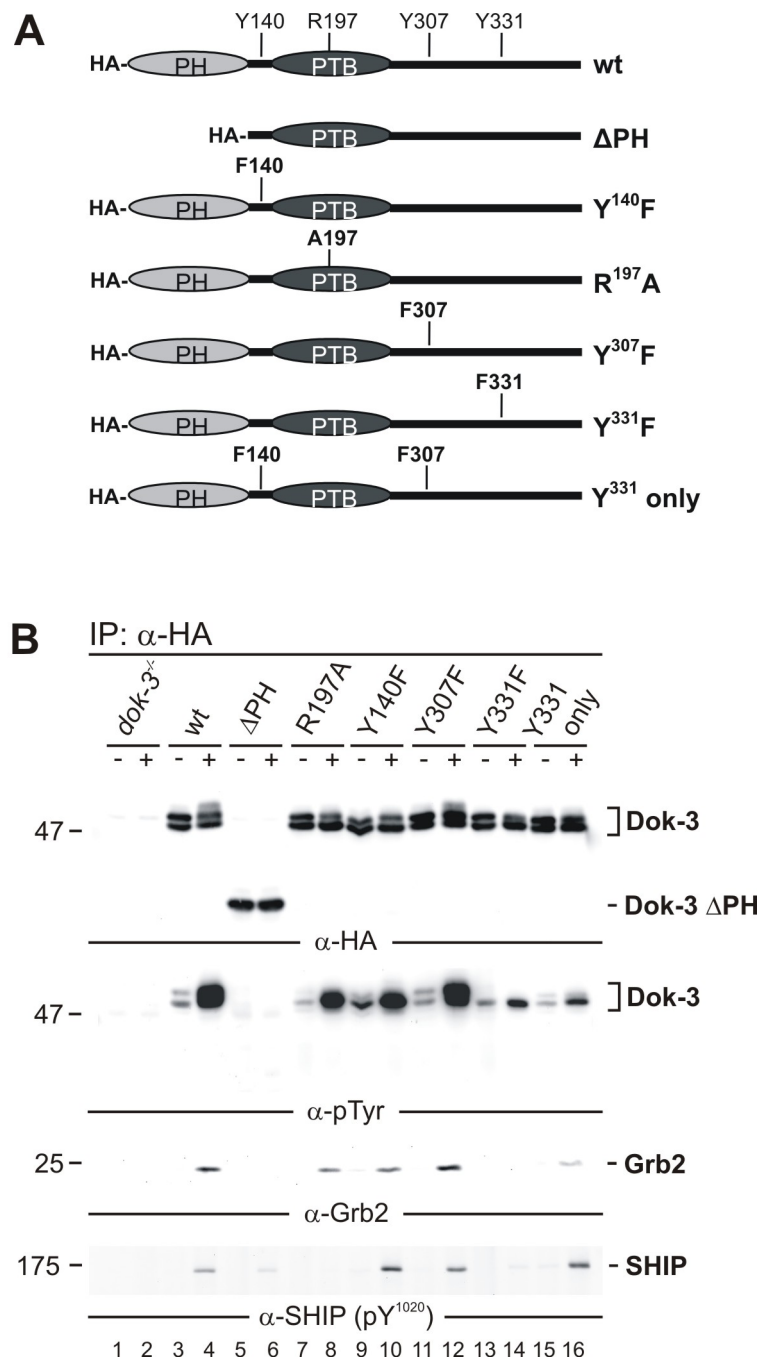 A
Y140 R197 Y307 Y331
HA- PH PTB wt
HA- PTB ΔPH
F140
HA- PH PTB Y140F
A197
HA- PH PTB R197A
F307
HA- PH PTB Y307F
F331
HA- PH PTB Y331F
F140 F307
HA- PH PTB Y331 only
B
IP: α-HA
dok-3-/- wt ΔPH R197A Y140F Y307F Y331F Y331 only
- + - + - + - + - + - + - + - +
47 – ] Dok-3
- Dok-3 ΔPH
α-HA
47 – ] Dok-3
α-pTyr
25 – - Grb2
α-Grb2
175 – - SHIP
α-SHIP (pY1020)
1 2 3 4 5 6 7 8 9 10 11 12 13 14 15 16